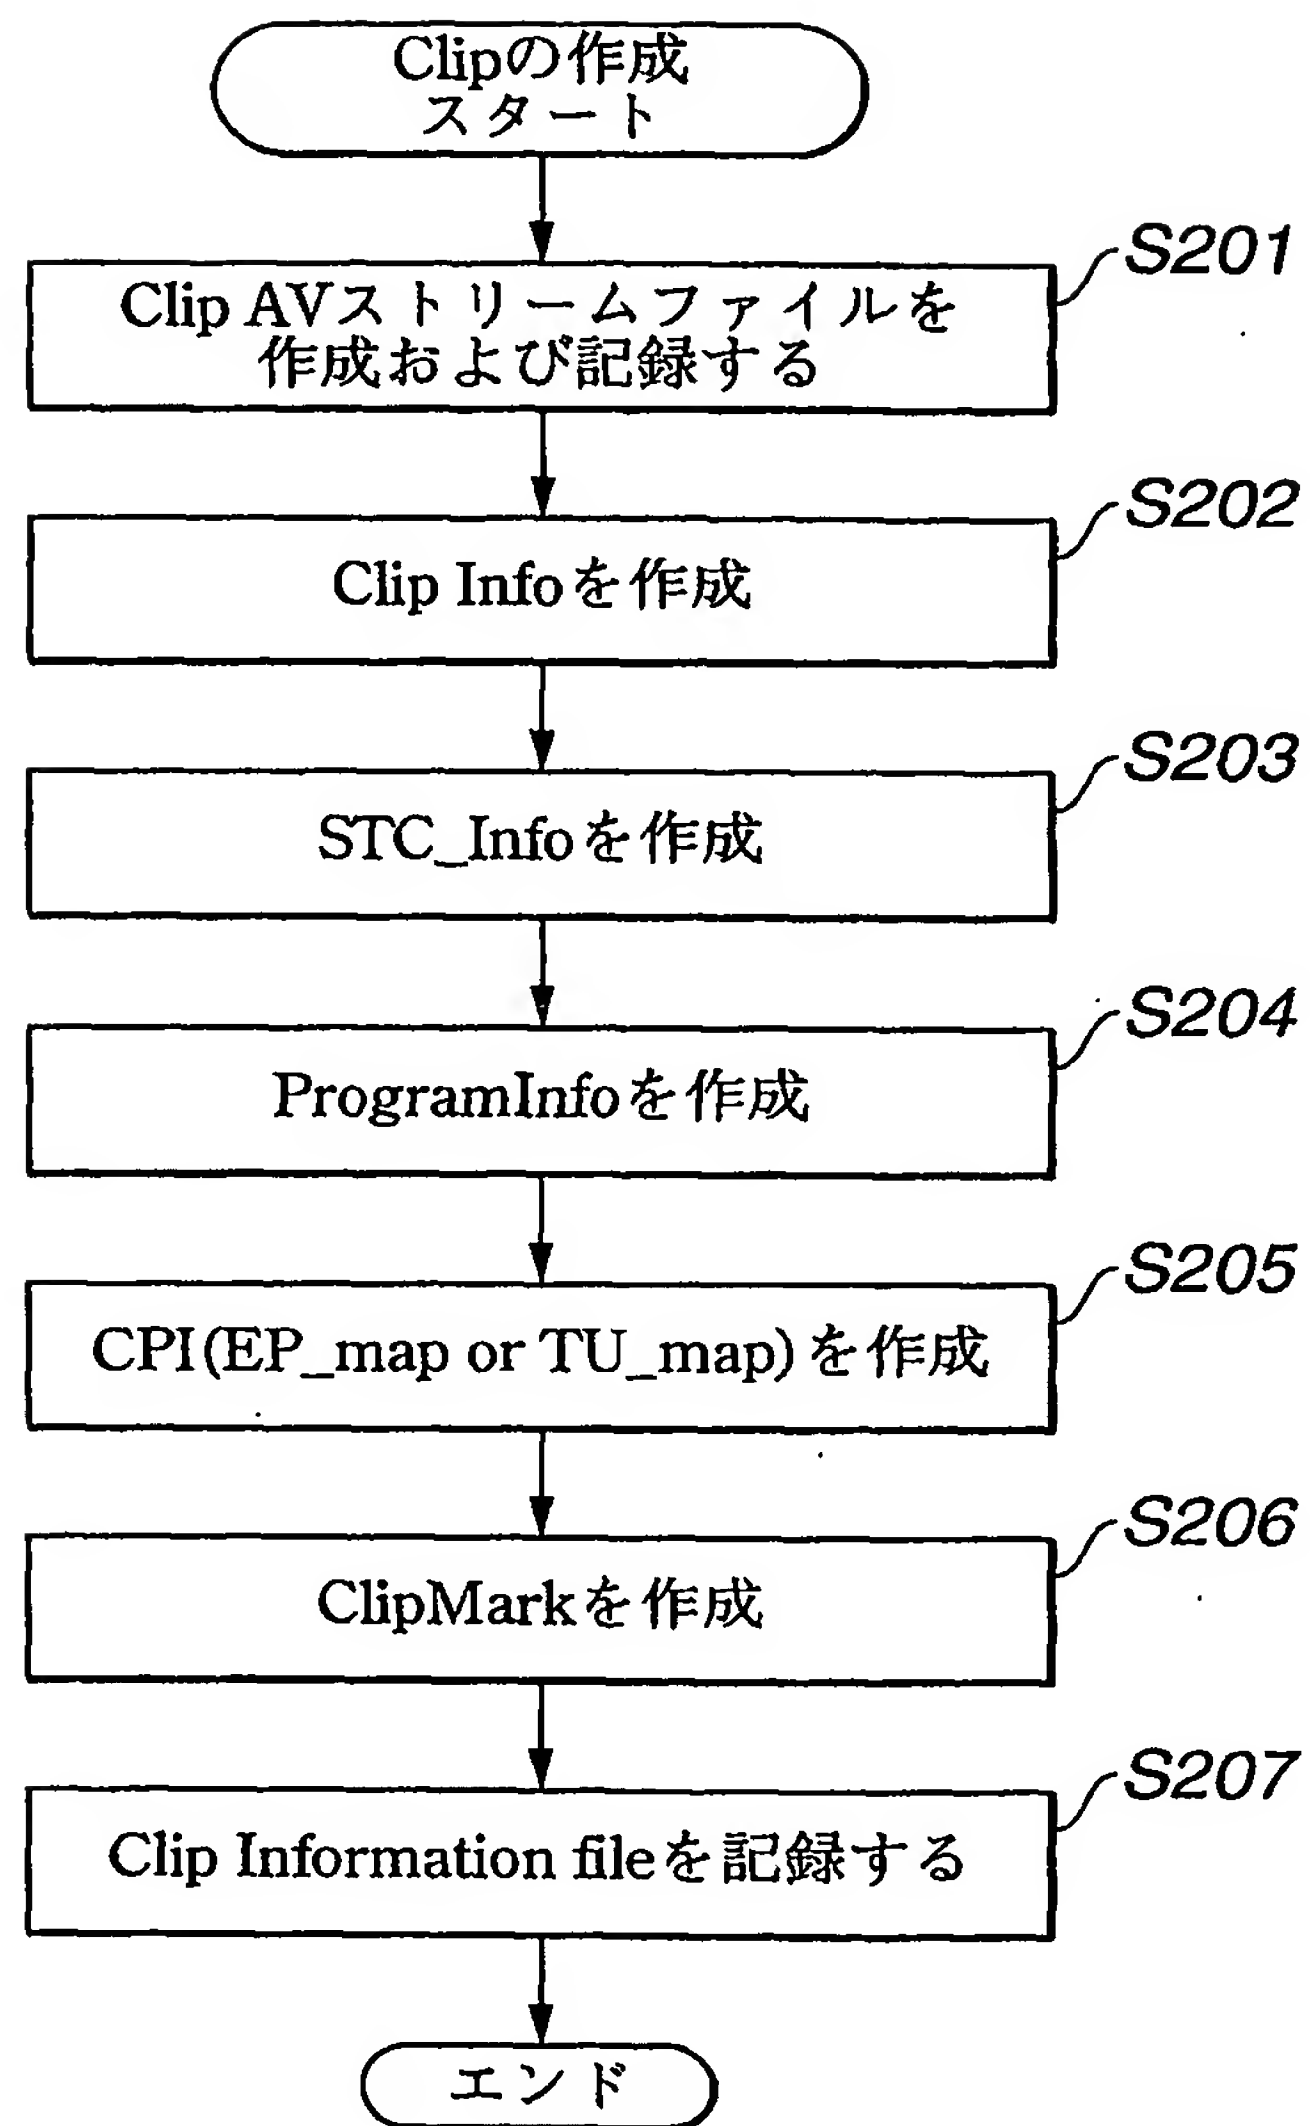 Clipの作成
スタート
S201
Clip AVストリームファイルを
作成および記録する
S202
Clip Infoを作成
S203
STC_Infoを作成
S204
ProgramInfoを作成
S205
CPI(EP_map or TU_map)を作成
S206
ClipMarkを作成
S207
Clip Information fileを記録する
エンド